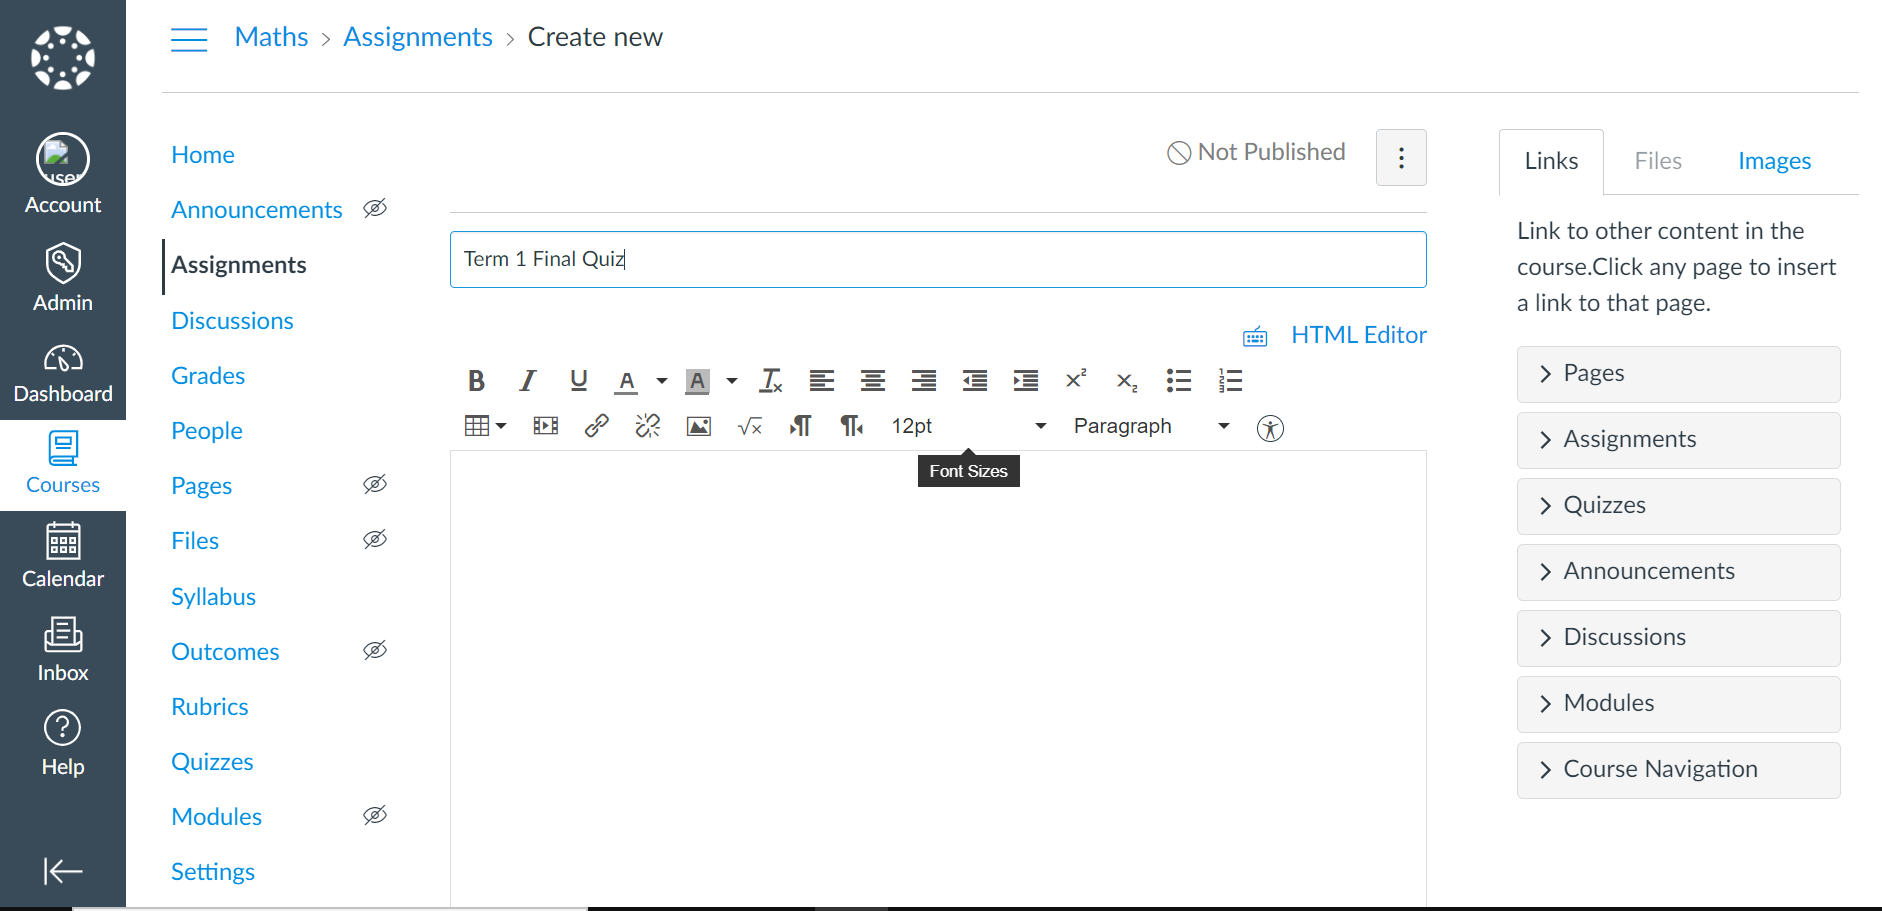 Maths > Assignments > Create new
user
Account
Admin
Dashboard
Courses
Calendar
Inbox
Help
Home
Announcements
Assignments
Discussions
Grades
People
Pages
Files
Syllabus
Outcomes
Rubrics
Quizzes
Modules
Settings
Not Published
Term 1 Final Quiz
HTML Editor
12pt
Paragraph
Font Sizes
Links Files Images
Link to other content in the
course.Click any page to insert
a link to that page.
Pages
Assignments
Quizzes
Announcements
Discussions
Modules
Course Navigation